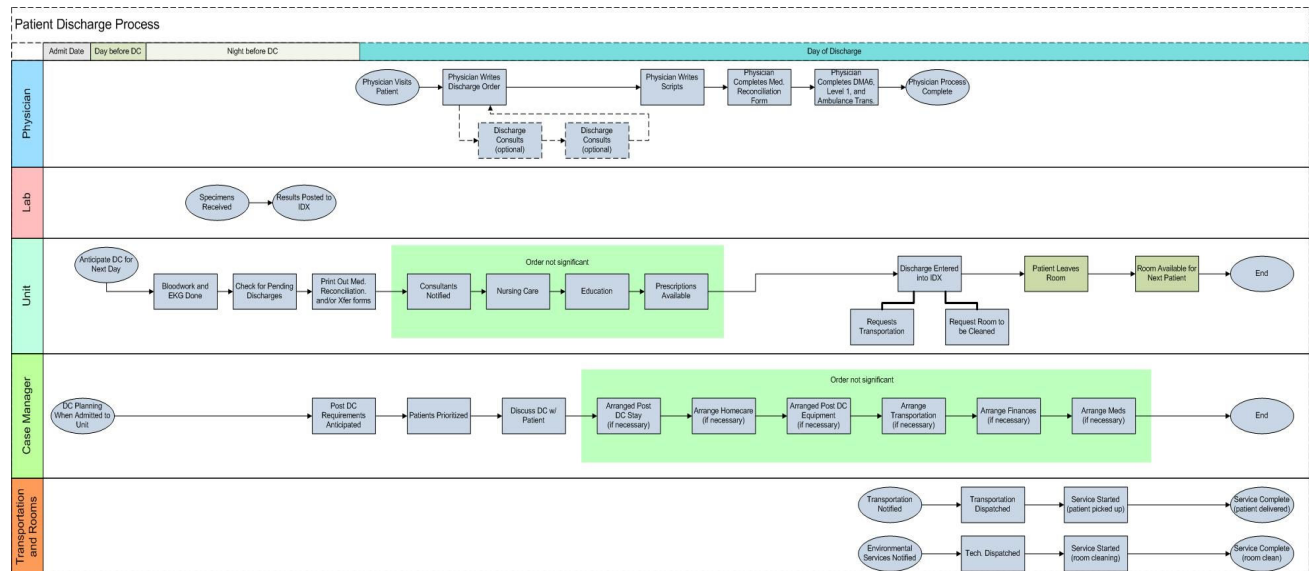 Patient Discharge Process
Admit Date
Day before DC
Night before DC
Day of Discharge
Physician
Physician Visits
Patient
Physician Writes
Discharge Order
Physician Writes
Scripts
Physician
Completes Med.
Reconciliation
Form
Physician
Completes DMA6,
Level 1, and
Ambulance Trans.
Physician Process
Complete
Discharge
Consults
(optional)
Discharge
Consults
(optional)
Lab
Specimens
Received
Results Posted to
IDX
Unit
Anticipate DC for
Next Day
Bloodwork and
EKG Done
Check for Pending
Discharges
Print Out Med.
Reconciliation.
and/or Xfer forms
Order not significant
Consultants
Notified
Nursing Care
Education
Prescriptions
Available
Discharge Entered
into IDX
Requests
Transportation
Request Room to
be Cleaned
Patient Leaves
Room
Room Available for
Next Patient
End
Case Manager
DC Planning
When Admitted to
Unit
Post DC
Requirements
Anticipated
Patients Prioritized
Discuss DC w/
Patient
Order not significant
Arranged Post
DC Stay
(if necessary)
Arrange Homecare
(if necessary)
Arranged Post DC
Equipment
(if necessary)
Arrange
Transportation
(if necessary)
Arrange Finances
(if necessary)
Arrange Meds
(if necessary)
End
Transportation
and Rooms
Transportation
Notified
Transportation
Dispatched
Service Started
(patient picked up)
Service Complete
(patient delivered)
Environmental
Services Notified
Tech. Dispatched
Service Started
(room cleaning)
Service Complete
(room clean)